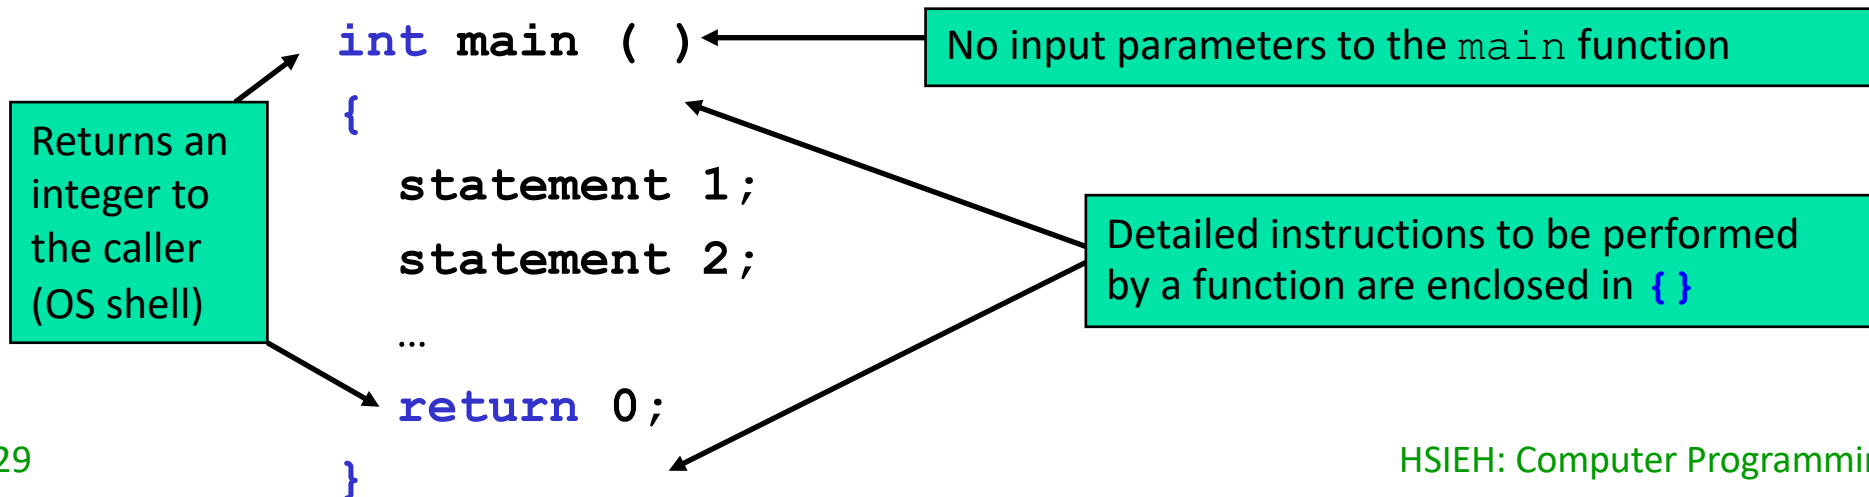 int main ( )
No input parameters to the main function
{
Returns an
integer to
the caller
(OS shell)
statement 1;
statement 2;
Detailed instructions to be performed
by a function are enclosed in {}
…
return 0;
}
29
HSIEH: Computer